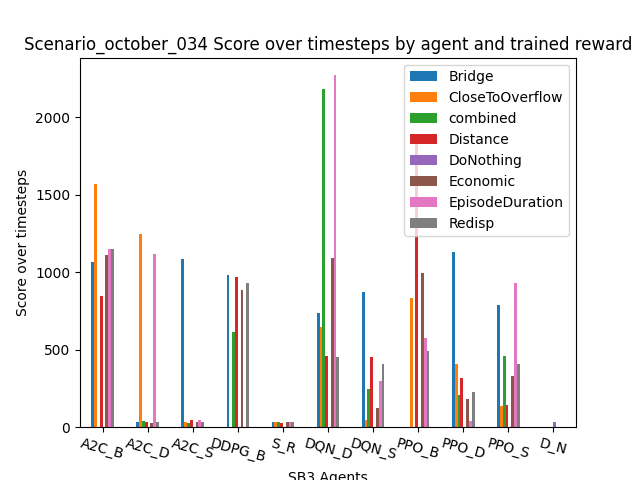 Scenario_october_034 Score over timesteps by agent and trained reward
Score over timesteps
2000
1500
1000
500
0
Bridge
CloseToOverflow
combined
Distance
DoNothing
Economic
EpisodeDuration
Redisp
A2C_B A2C_D A2C_S DDPG_B S_R DQN_D DQN_S PPO_B PPO_D PPO_S D_N
SB3 Agents